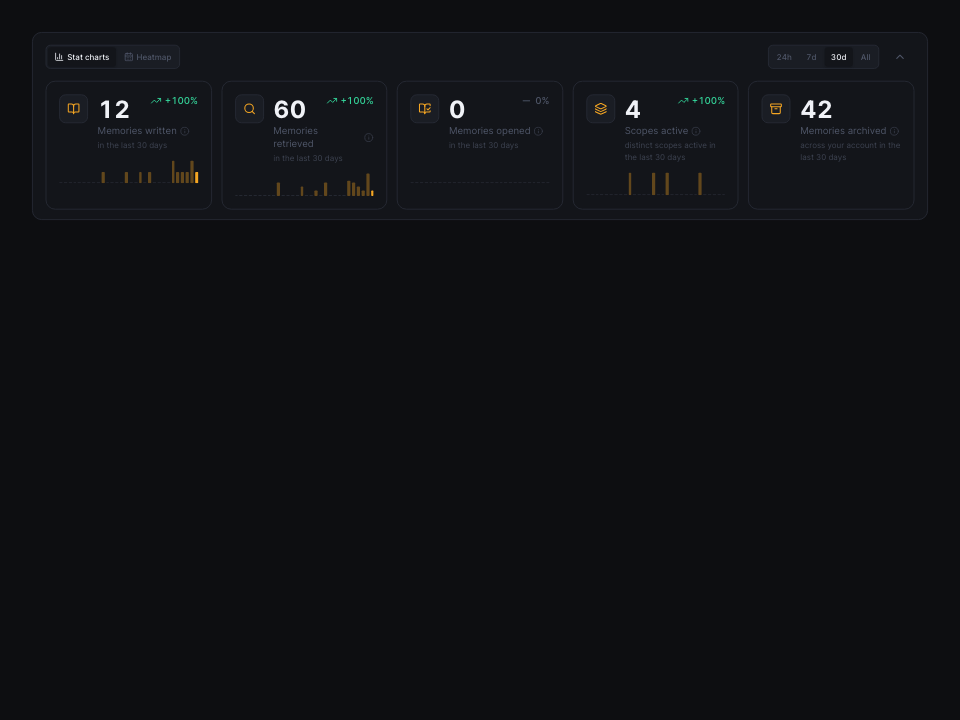 Stat charts
Heatmap
24h 7d 30d All
12
+100%
Memories written
in the last 30 days
60
+100%
Memories
retrieved
in the last 30 days
0
0%
Memories opened
in the last 30 days
4
+100%
Scopes active
distinct scopes active in
the last 30 days
42
Memories archived
across your account in the
last 30 days